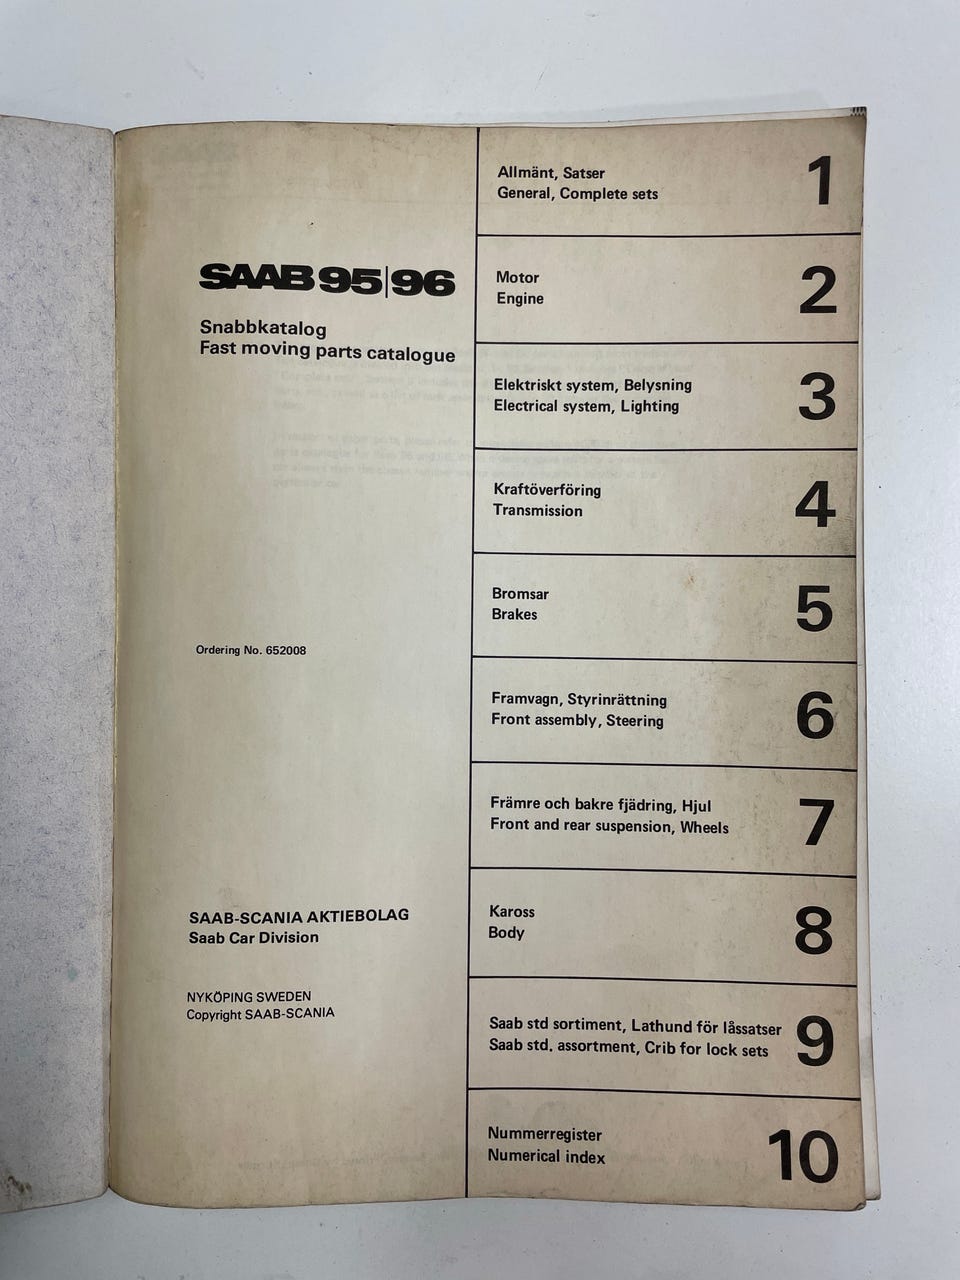 SAAB 95|96
Snabbkatalog
Fast moving parts catalogue
Ordering No. 652008
SAAB-SCANIA AKTIEBOLAG
Saab Car Division
NYKÖPING SWEDEN
Copyright SAAB-SCANIA
Allmänt, Satser
General, Complete sets
1
Motor
Engine
2
Elektriskt system, Belysning
Electrical system, Lighting
3
Kraftöverföring
Transmission
4
Bromsar
Brakes
5
Framvagn, Styrinrättning
Front assembly, Steering
6
Främre och bakre fjädring, Hjul
Front and rear suspension, Wheels
7
Kaross
Body
8
Saab std sortiment, Lathund för låssatser
Saab std. assortment, Crib for lock sets
9
Nummerregister
Numerical index
10